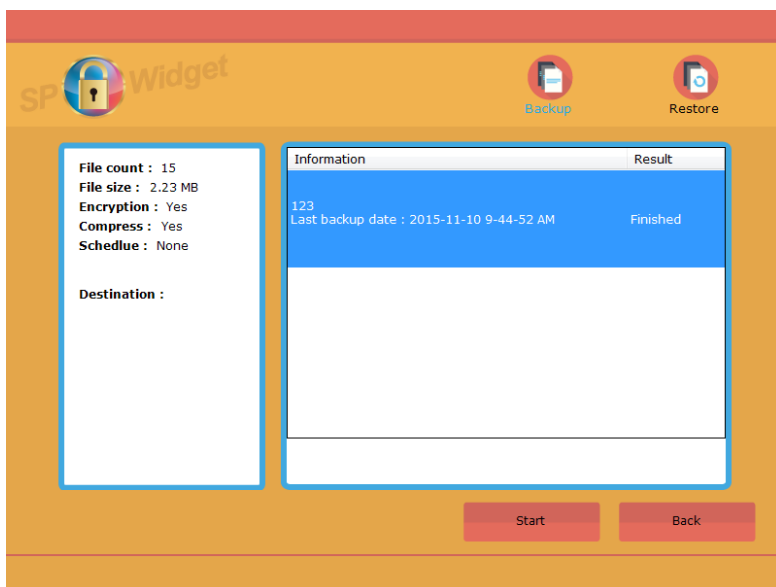 SP Widget
Backup
Restore
File count : 15
File size : 2.23 MB
Encryption : Yes
Compress : Yes
Schedlue : None
Destination :
Information Result
123
Last backup date : 2015-11-10 9-44-52 AM Finished
Start
Back